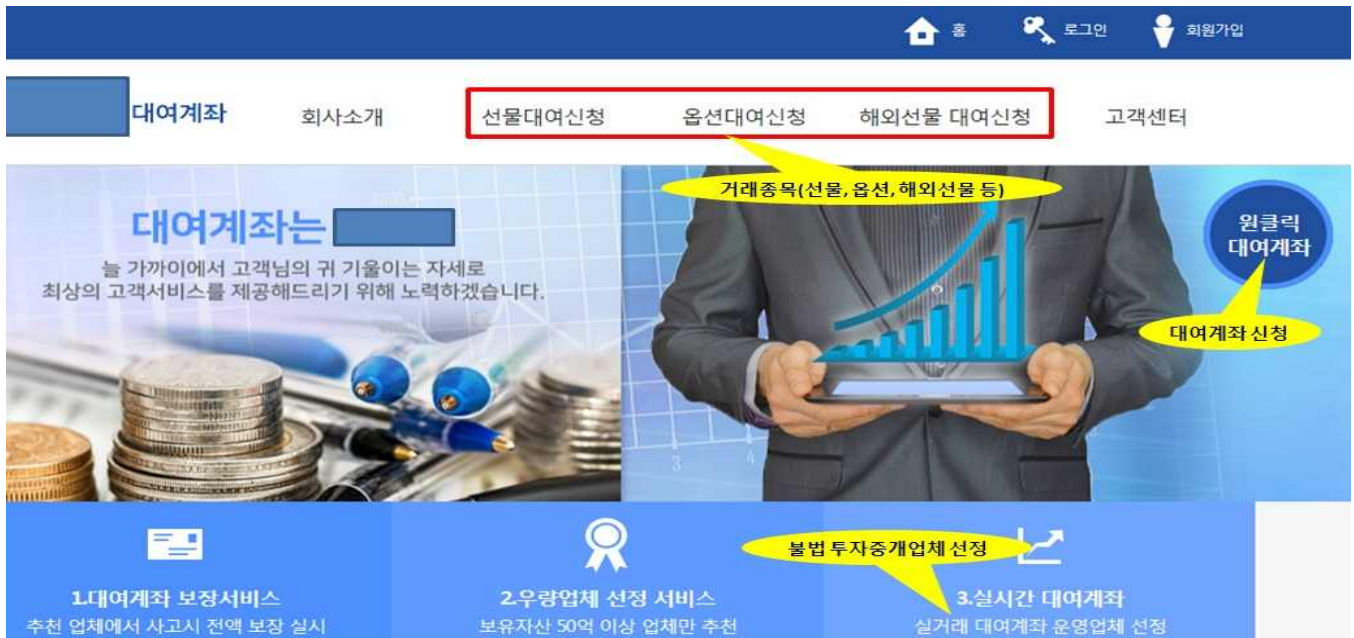 홈 로그인 회원가입
대여계좌 회사소개 선물대여신청 옵션대여신청 해외선물 대여신청 고객센터
거래종목(선물, 옵션, 해외선물 등)
대여계좌는
늘 가까이에서 고객님의 귀 기울이는 자세로
최상의 고객서비스를 제공해드리기 위해 노력하겠습니다.
원클릭
대여계좌
대여계좌 신청
3 4
불법 투자중개업체 선정
1.대여계좌 보장서비스
추천 업체에서 사고시 전액 보장 실시
2.우량업체 선정 서비스
보유자산 50억 이상 업체만 추천
3.실시간 대여계좌
실거래 대여계좌 운영업체 선정